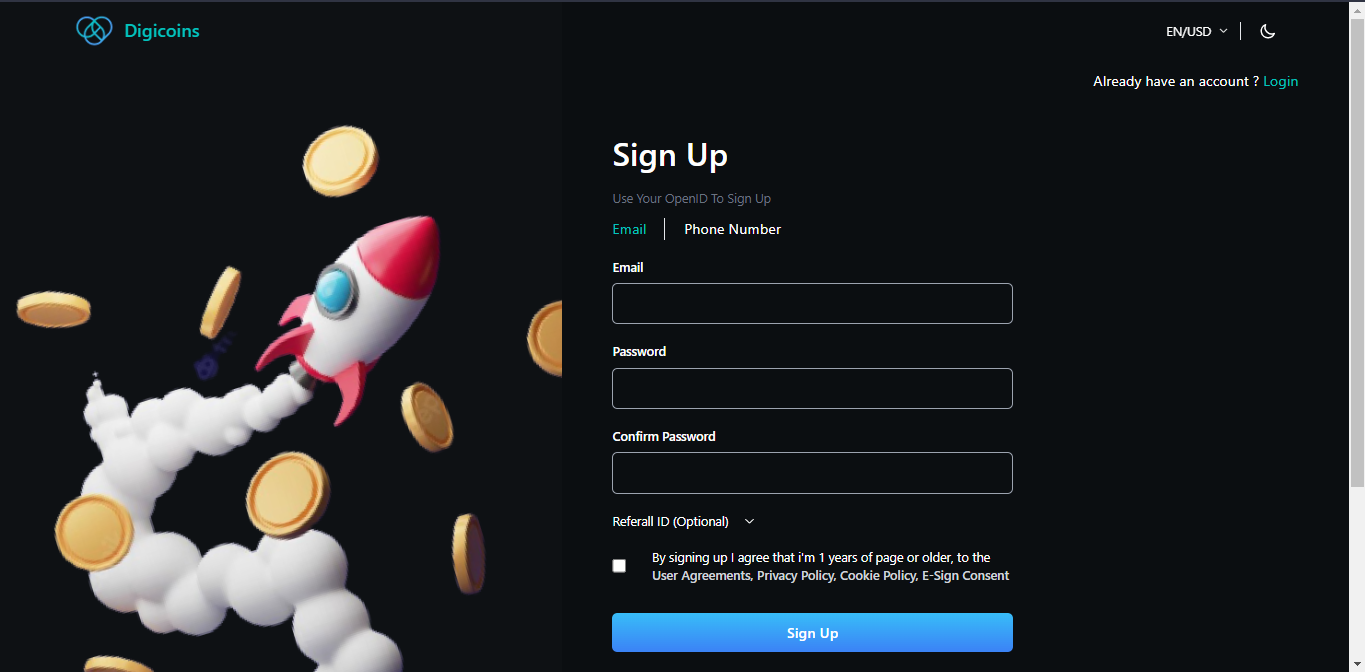 Digicoins
EN/USD
Already have an account ? Login
Sign Up
Use Your OpenID To Sign Up
Email
Phone Number
Email
Password
Confirm Password
Referall ID (Optional)
By signing up I agree that i'm 1 years of page or older, to the
User Agreements, Privacy Policy, Cookie Policy, E-Sign Consent
Sign Up